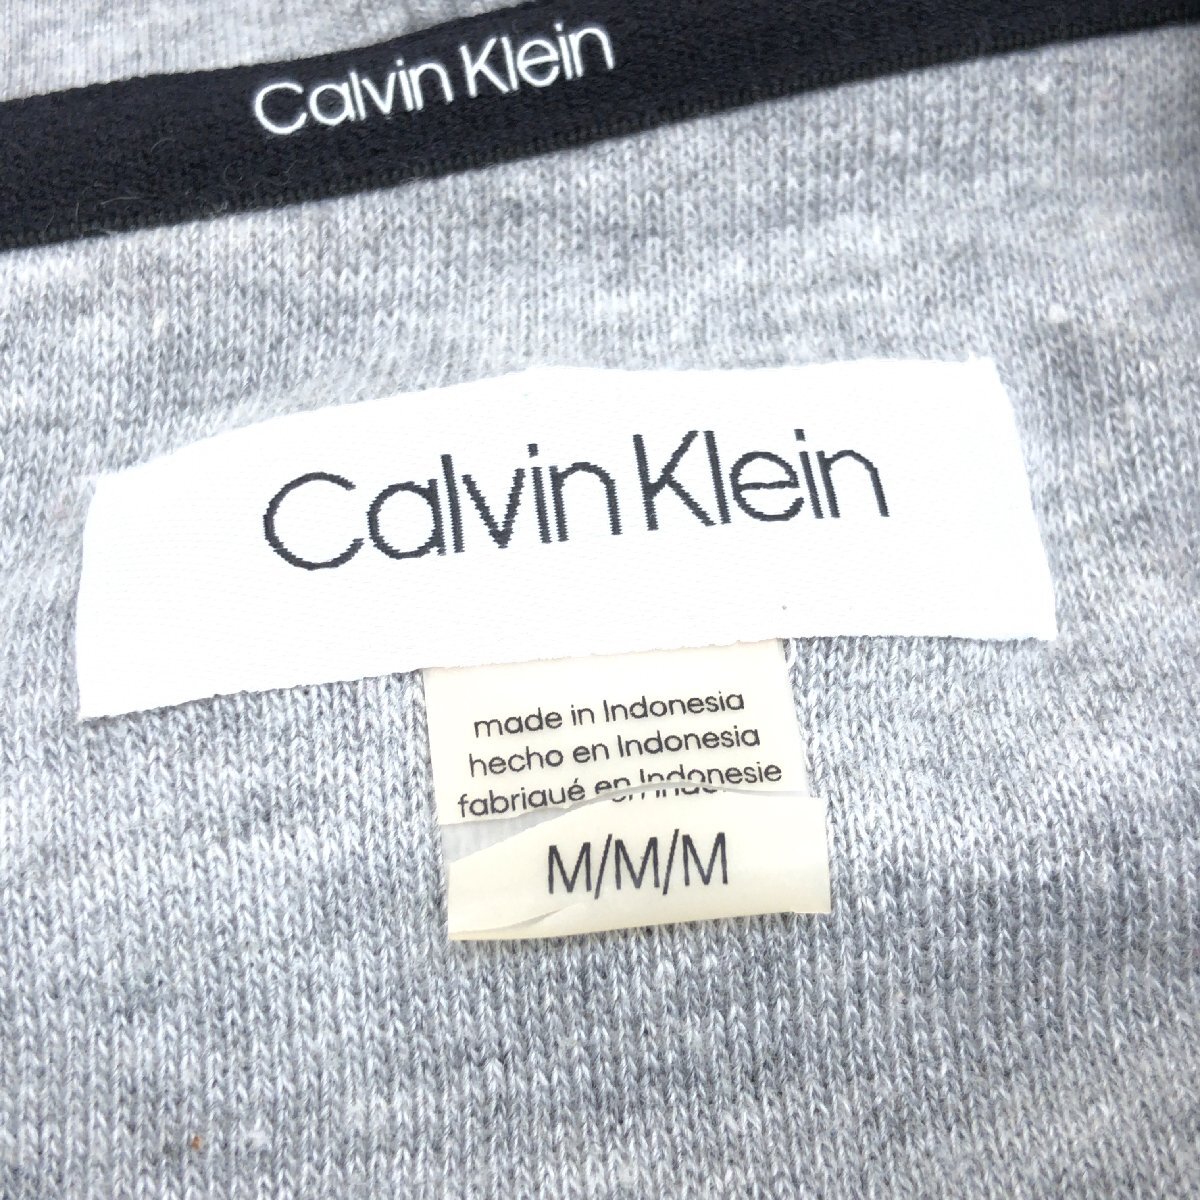 Calvin Klein
Calvin Klein
made in Indonesia
hecho en Indonesia
fabriqué en Indonesie
M/M/M